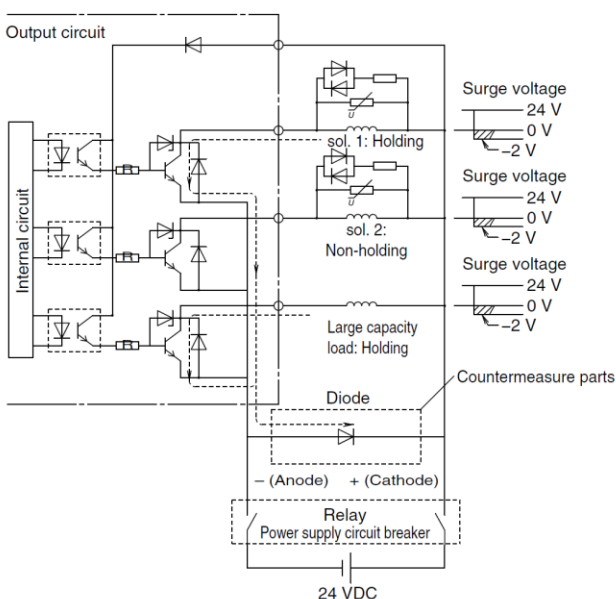 Output circuit
Internal circuit
R
R
R
u
sol. 1: Holding
u
sol. 2:
Non-holding
Large capacity
load: Holding
Surge voltage
24 V
0 V
–2 V
Surge voltage
24 V
0 V
–2 V
Surge voltage
24 V
0 V
–2 V
Countermeasure parts
Diode
– (Anode) + (Cathode)
Relay
Power supply circuit breaker
24 VDC